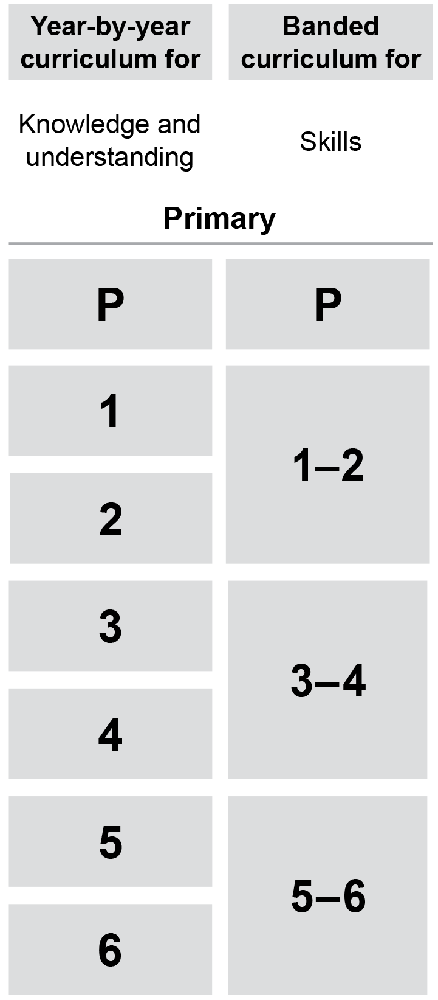 Year-by-year
curriculum for
Banded
curriculum for
Knowledge and
understanding
Skills
Primary
P
P
1
1–2
2
3
3–4
4
5
5–6
6